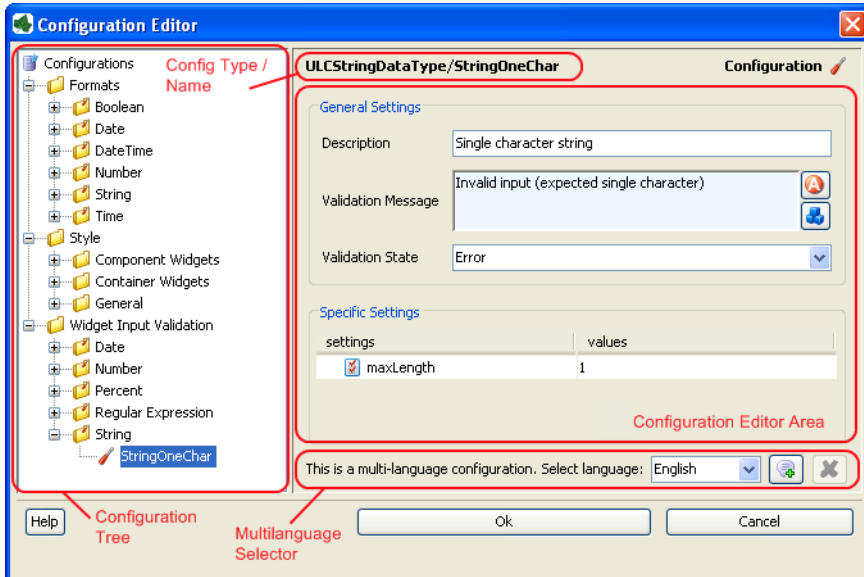 Configuration Editor
Configurations
Formats
Boolean
Date
DateTime
Number
String
Time
Style
Component Widgets
Container Widgets
General
Widget Input Validation
Date
Number
Percent
Regular Expression
String
StringOneChar
Config Type /
Name
ULCStringDataType/StringOneChar
Configuration
General Settings
Description
Single character string
Validation Message
Invalid input (expected single character)
A
Validation State
Error
Specific Settings
settings values
maxLength 1
Configuration Editor Area
This is a multi-language configuration. Select language: English
Help
Configuration
Tree
Multilanguage
Selector
Ok
Cancel